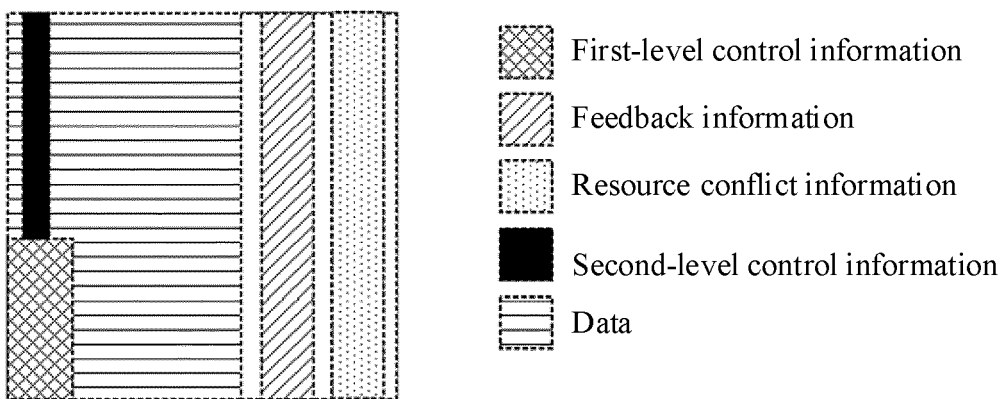 First-level control information
Feedback information
Resource conflict information
Second-level control information
Data